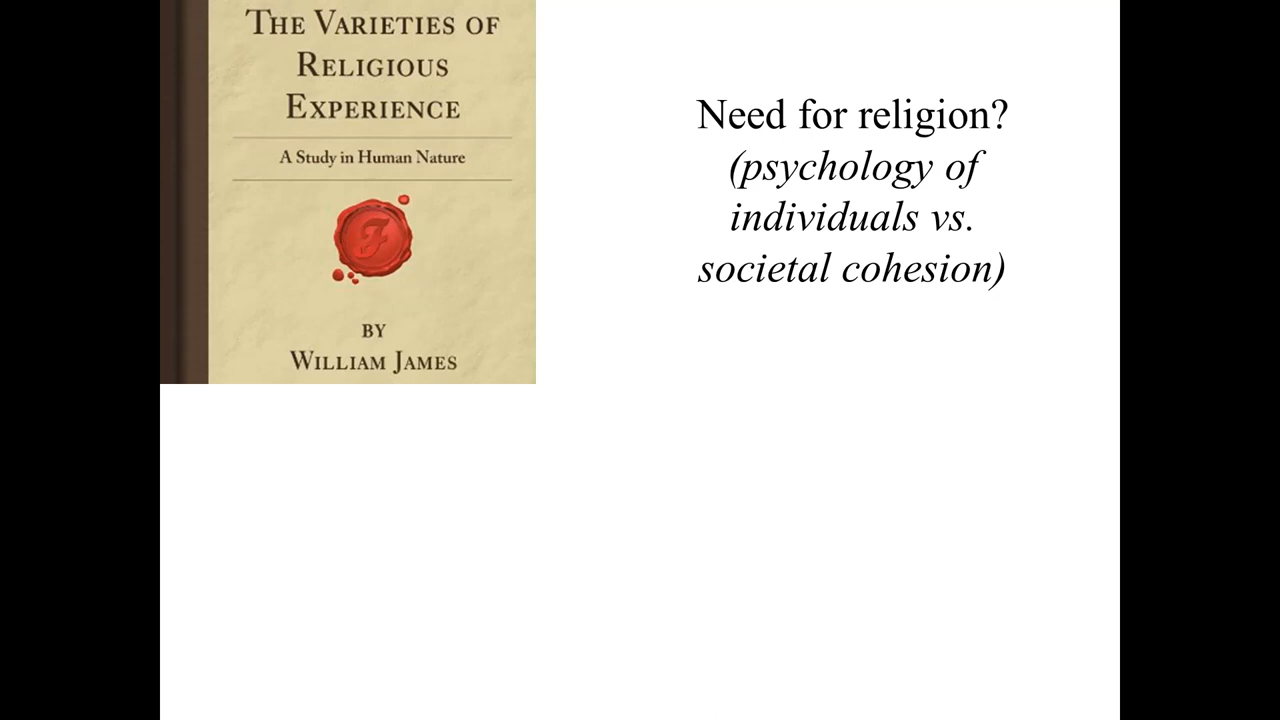 THE VARIETIES OF
RELIGIOUS
EXPERIENCE
A Study in Human Nature
F
BY
WILLIAM JAMES
Need for religion?
(psychology of
individuals vs.
societal cohesion)